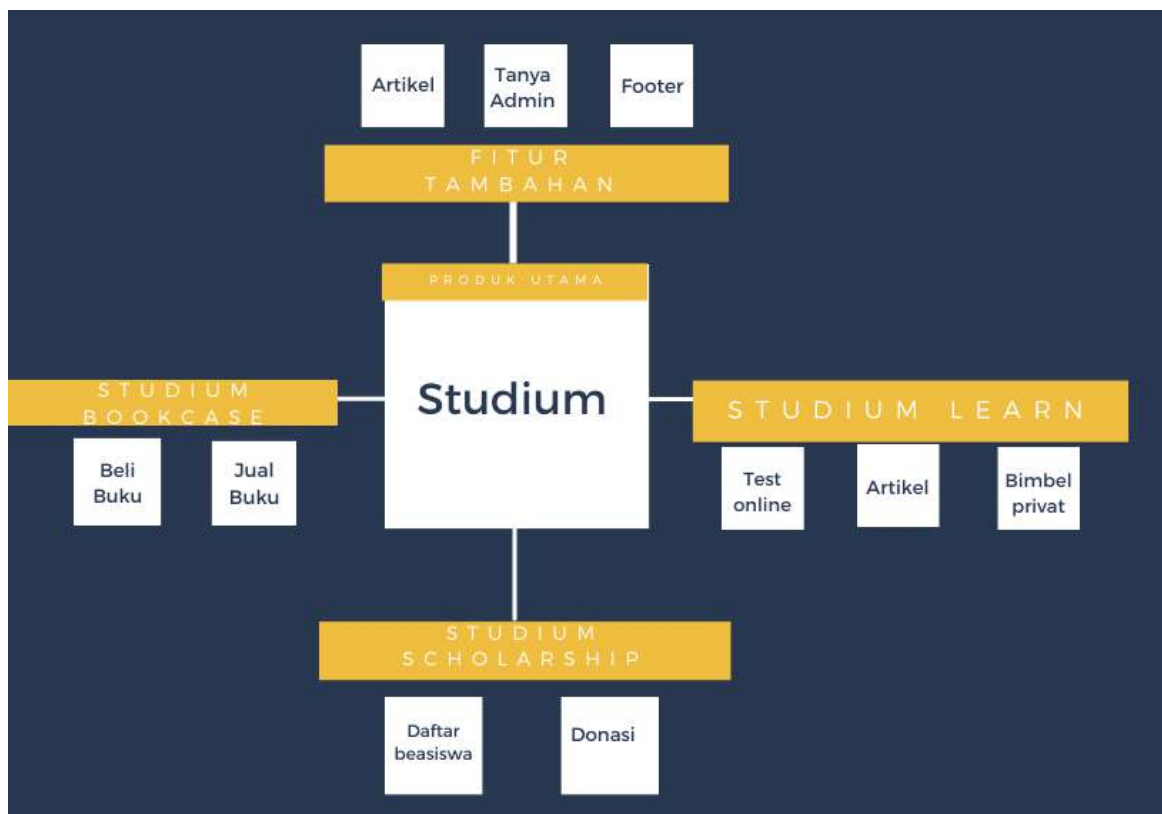 Artikel
Tanya
Admin
Footer
FITUR
TAMBAHAN
PRODUK UTAMA
Studium
STUDIUM
BOOKCASE
Beli
Buku
Jual
Buku
STUDIUM LEARN
Test
online
Artikel
Bimbel
privat
STUDIUM
SCHOLARSHIP
Daftar
beasiswa
Donasi